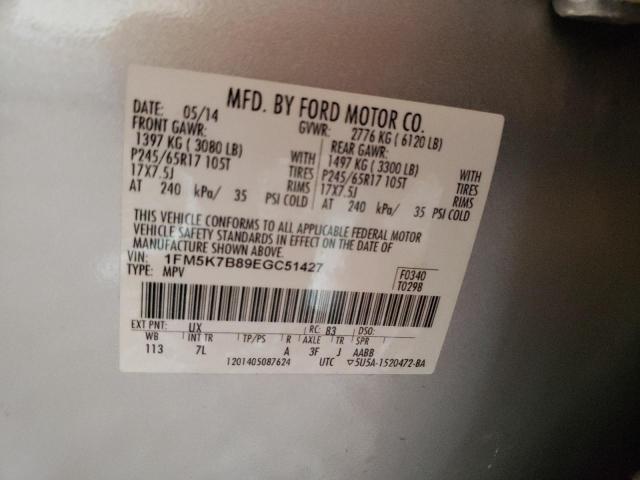 MFD. BY FORD MOTOR CO.
DATE: 05/14 GVWR: 2776 KG ( 6120 LB)
FRONT GAWR: REAR GAWR:
1397 KG ( 3080 LB) WITH 1497 KG ( 3300 LB) WITH
P245/65R17 105T TIRES P245/65R17 105T TIRES
17X7.5J RIMS 17X7.5J RIMS
AT 240 kPa/ 35 PSI COLD AT 240 kPa/ 35 PSI COLD
THIS VEHICLE CONFORMS TO ALL APPLICABLE FEDERAL MOTOR
VEHICLE SAFETY STANDARDS IN EFFECT ON THE DATE OF
MANUFACTURE SHOWN ABOVE.
VIN: 1FM5K7B89EGC51427 F0340
TYPE: MPV T0298
EXT PNT: UX RC: 83 DSO:
WB INT TR TP/PS R AXLE TR SPR
113 7L A 3F J AABB
1201405087624 UTC ▽5U5A-1520472-BA